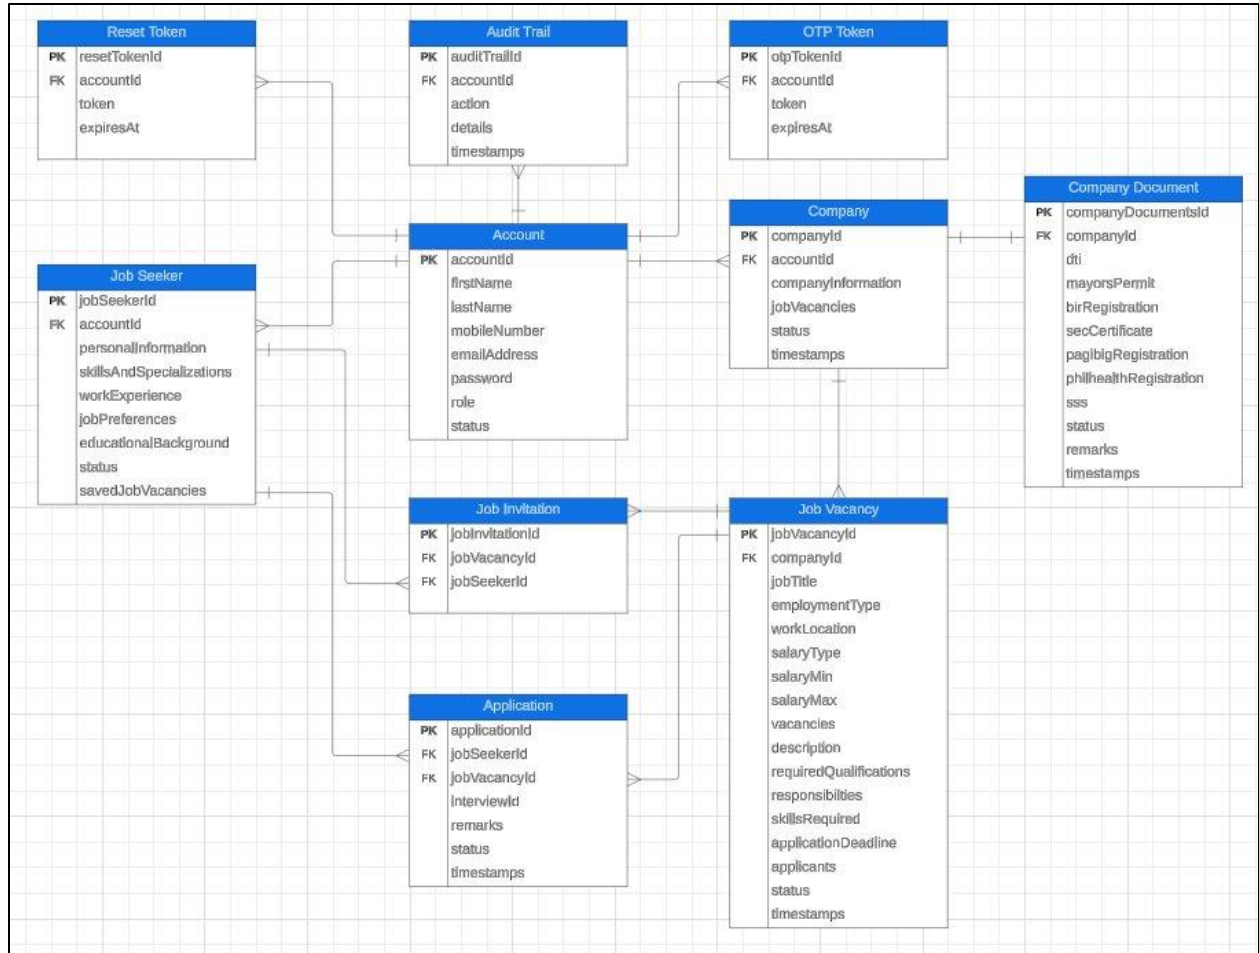 Reset Token
PK resetTokenId
FK accountId
token
expiresAt
Audit Trail
PK auditTrailId
FK accountId
action
details
timestamps
OTP Token
PK otpTokenId
FK accountId
token
expiresAt
Company Document
PK companyDocumentsId
FK companyId
dti
mayorsPermit
birRegistration
secCertificate
pagibigRegistration
philhealthRegistration
sss
status
remarks
timestamps
Company
PK companyId
FK accountId
companyInformation
jobVacancies
status
timestamps
Account
PK accountId
firstName
lastName
mobileNumber
emailAddress
password
role
status
Job Seeker
PK jobSeekerId
FK accountId
personalInformation
skillsAndSpecializations
workExperience
jobPreferences
educationalBackground
status
savedJobVacancies
Job Invitation
PK jobInvitationId
FK jobVacancyId
FK jobSeekerId
Job Vacancy
PK jobVacancyId
FK companyId
jobTitle
employmentType
workLocation
salaryType
salaryMin
salaryMax
vacancies
description
requiredQualifications
responsibilties
skillsRequired
applicationDeadline
applicants
status
timestamps
Application
PK applicationId
FK jobSeekerId
FK jobVacancyId
interviewId
remarks
status
timestamps